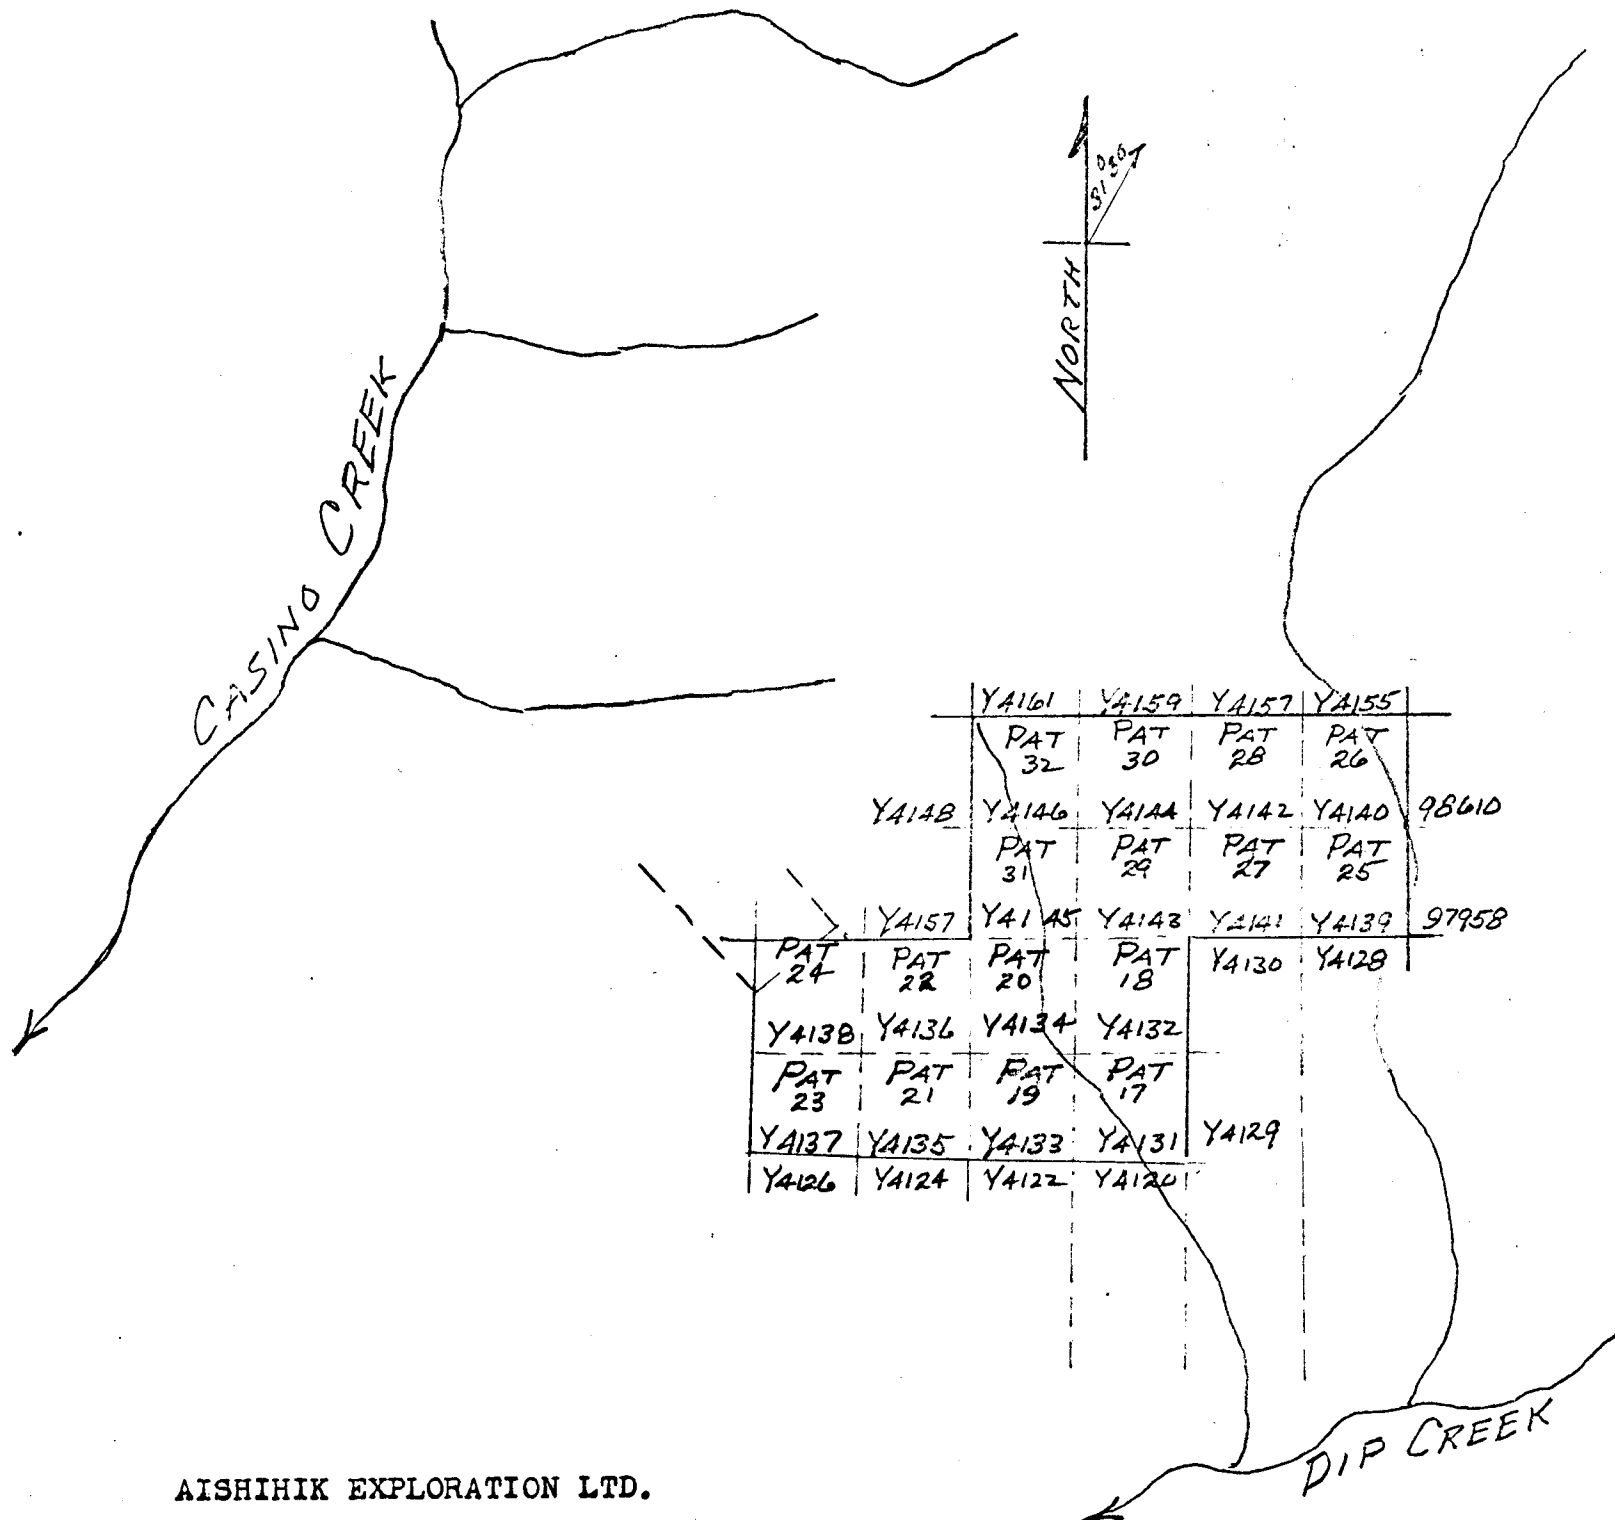 31°30'
NORTH
CASINO CREEK
Y4161 Y4159 Y4157 Y4155
PAT 32 PAT 30 PAT 28 PAT 26
Y4148 Y4146 Y4144 Y4142 Y4140 98610
PAT 31 PAT 29 PAT 27 PAT 25
Y4157 Y4145 Y4143 Y4141 Y4139 97958
PAT 24 PAT 22 PAT 20 PAT 18 Y4130 Y4128
Y4138 Y4136 Y4134 Y4132
PAT 23 PAT 21 PAT 19 PAT 17
Y4137 Y4135 Y4133 Y4131 Y4129
Y4126 Y4124 Y4122 Y4120
DIP CREEK
AISHIHIK EXPLORATION LTD.